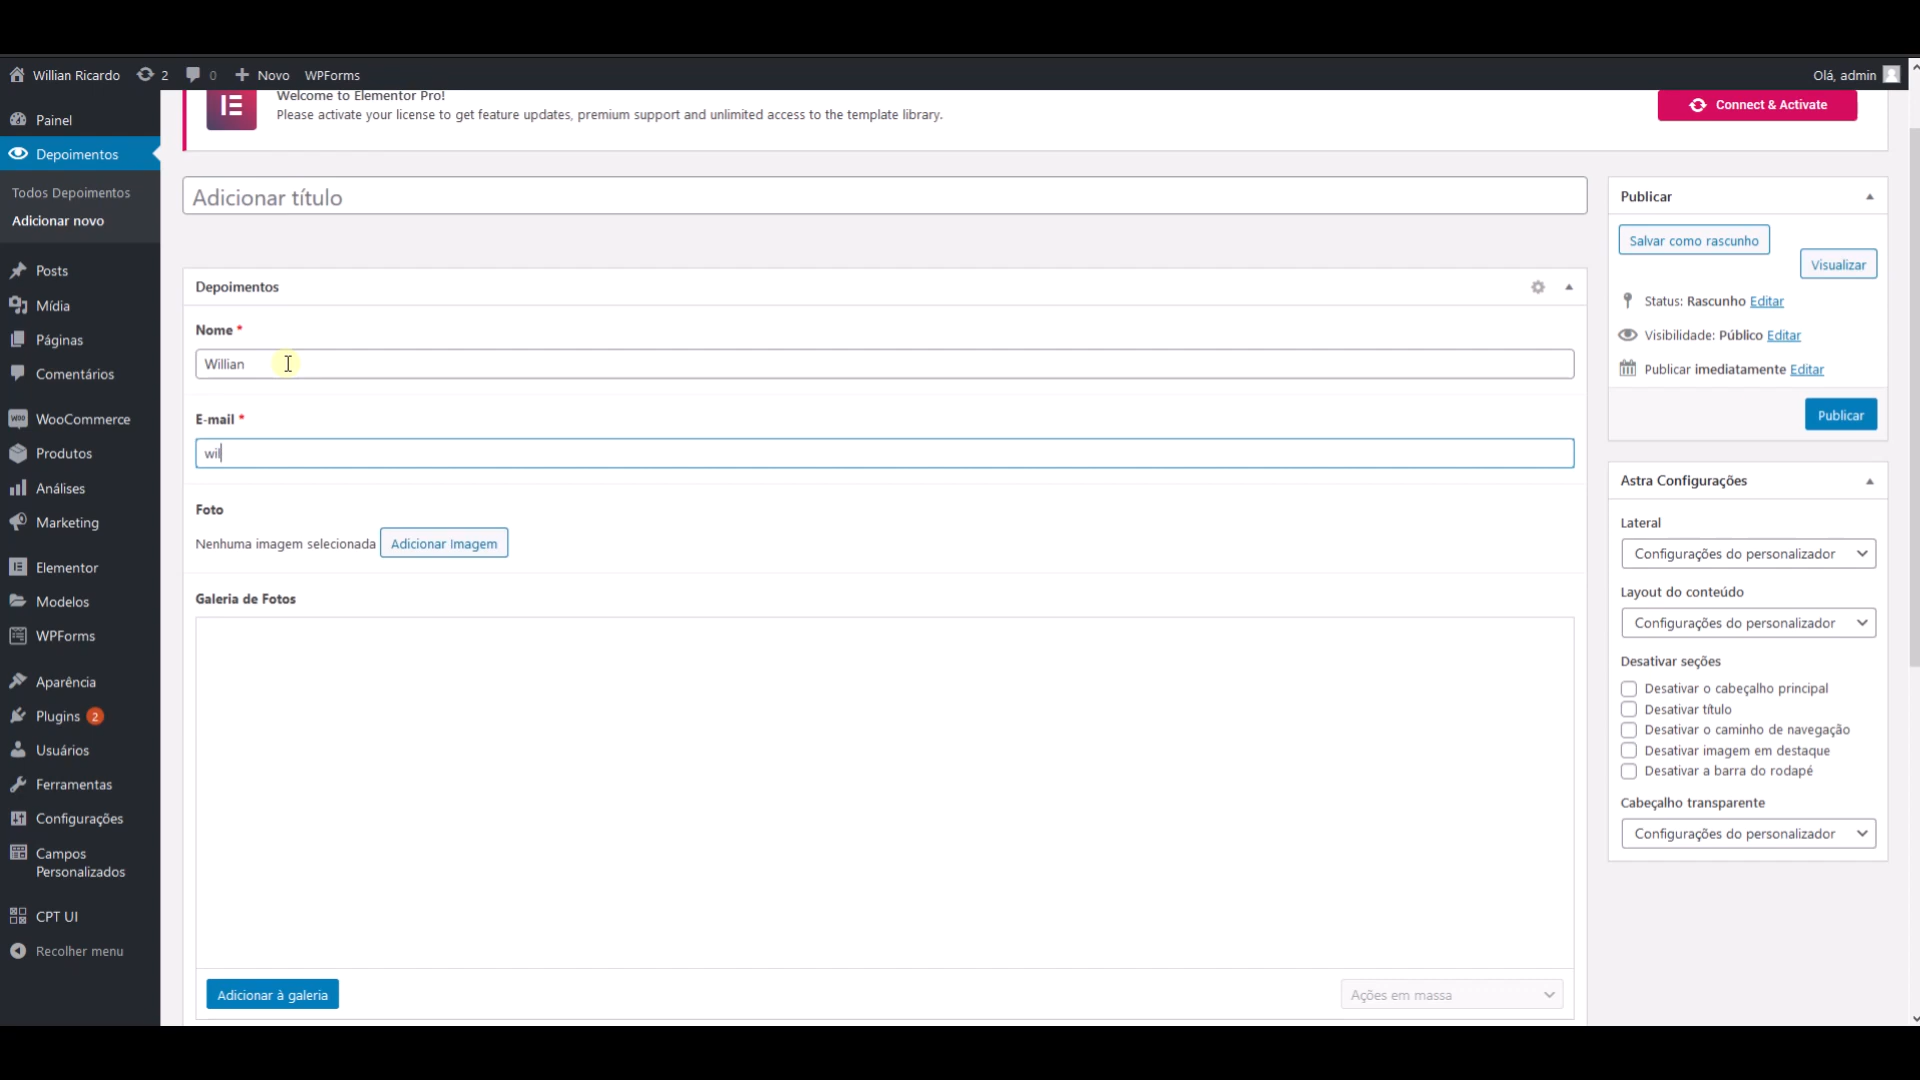 Willian Ricardo 2 0 Novo WPForms Olá, admin
Painel
Depoimentos
Todos Depoimentos
Adicionar novo
Posts
Mídia
Páginas
Comentários
WooCommerce
Produtos
Análises
Marketing
Elementor
Modelos
WPForms
Aparência
Plugins 2
Usuários
Ferramentas
Configurações
Campos
Personalizados
CPT UI
Recolher menu
Welcome to Elementor Pro!
Please activate your license to get feature updates, premium support and unlimited access to the template library.
Connect & Activate
Adicionar título
Depoimentos
Nome *
Willian
E-mail *
wil
Foto
Nenhuma imagem selecionada Adicionar Imagem
Galeria de Fotos
Adicionar à galeria Ações em massa
Publicar
Salvar como rascunho
Visualizar
Status: Rascunho Editar
Visibilidade: Público Editar
Publicar imediatamente Editar
Publicar
Astra Configurações
Lateral
Configurações do personalizador
Layout do conteúdo
Configurações do personalizador
Desativar seções
Desativar o cabeçalho principal
Desativar título
Desativar o caminho de navegação
Desativar imagem em destaque
Desativar a barra do rodapé
Cabeçalho transparente
Configurações do personalizador